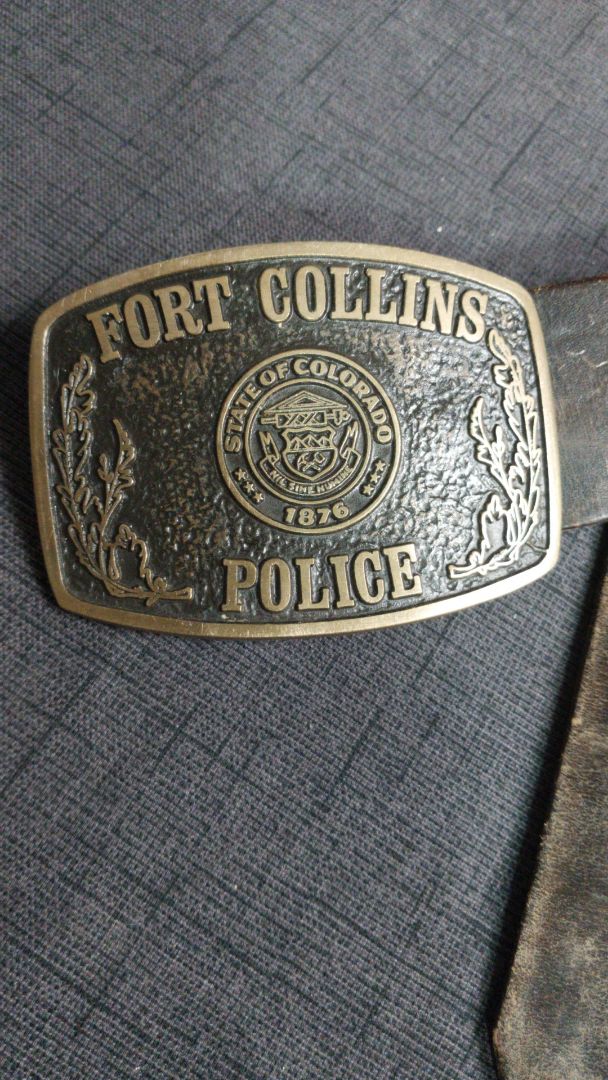 FORT COLLINS
STATE OF COLORADO
NIL SINE NUMINE
1876
POLICE